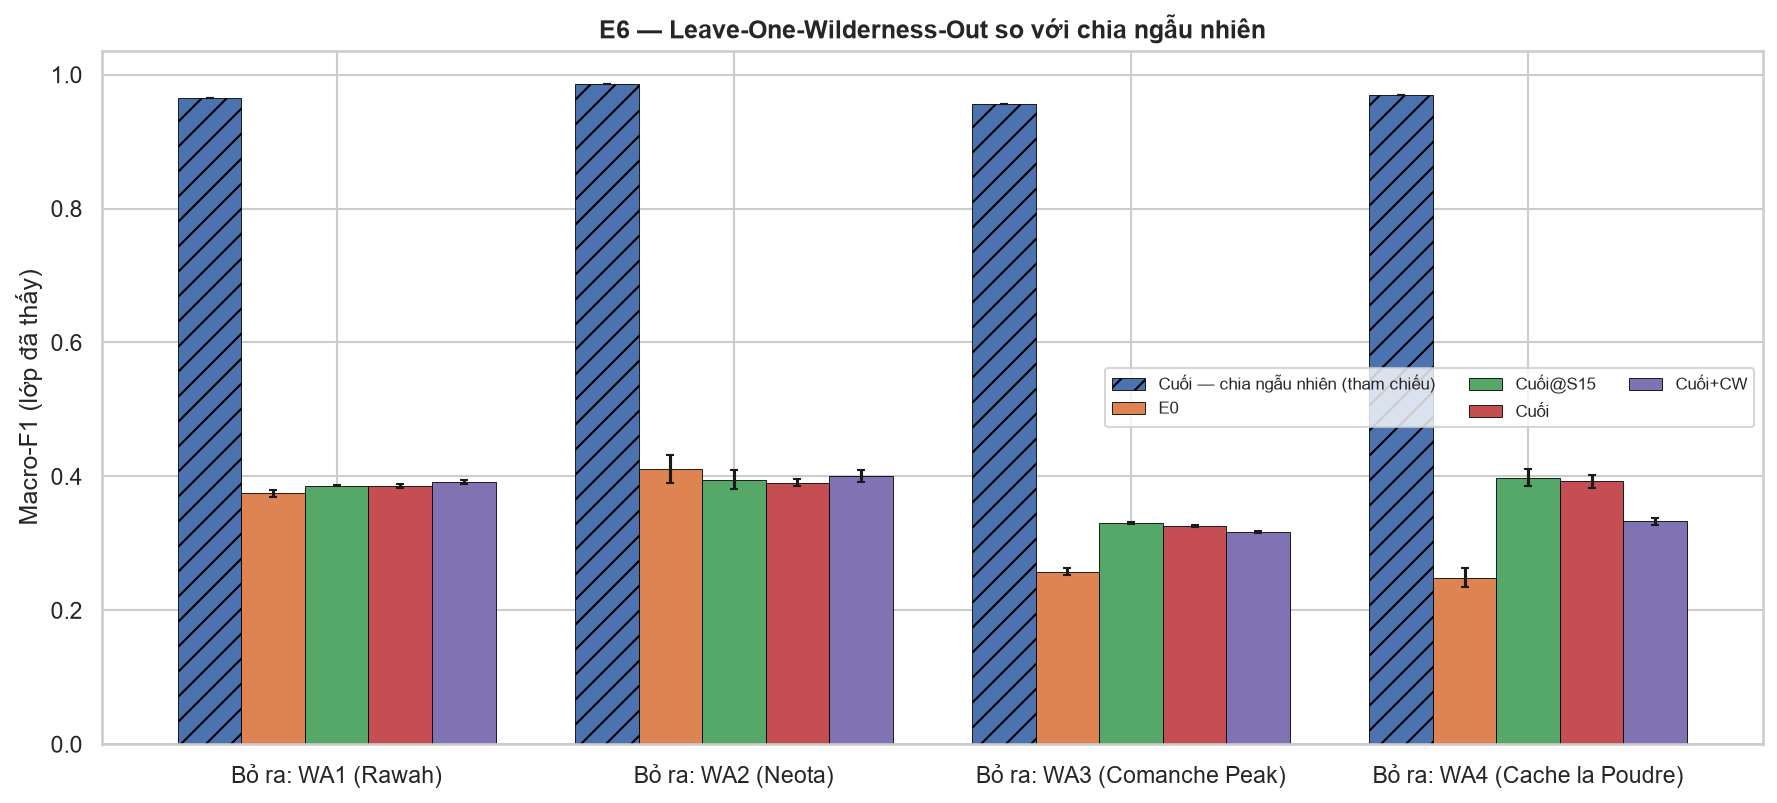 E6 — Leave-One-Wilderness-Out so với chia ngẫu nhiên
Macro-F1 (lớp đã thấy)
1.0
0.8
0.6
0.4
0.2
0.0
Cuối — chia ngẫu nhiên (tham chiếu)
E0
Cuối@S15
Cuối
Cuối+CW
Bỏ ra: WA1 (Rawah)
Bỏ ra: WA2 (Neota)
Bỏ ra: WA3 (Comanche Peak)
Bỏ ra: WA4 (Cache la Poudre)